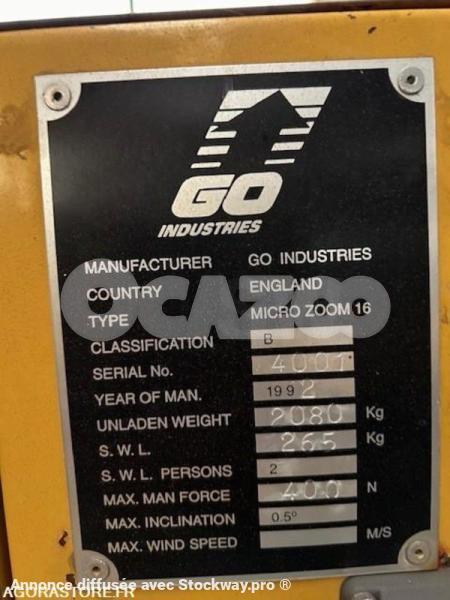 GO
INDUSTRIES
MANUFACTURER GO INDUSTRIES
COUNTRY ENGLAND
TYPE MICRO ZOOM 16
CLASSIFICATION B
SERIAL No. 4001
YEAR OF MAN. 1992
UNLADEN WEIGHT 2080 Kg
S. W. L. 265 Kg
S. W. L. PERSONS 2
MAX. MAN FORCE 400 N
MAX. INCLINATION 0.5°
MAX. WIND SPEED M/S
OCAZOO
Annonce diffusée avec Stockway.pro ®
AGORASTORE.FR